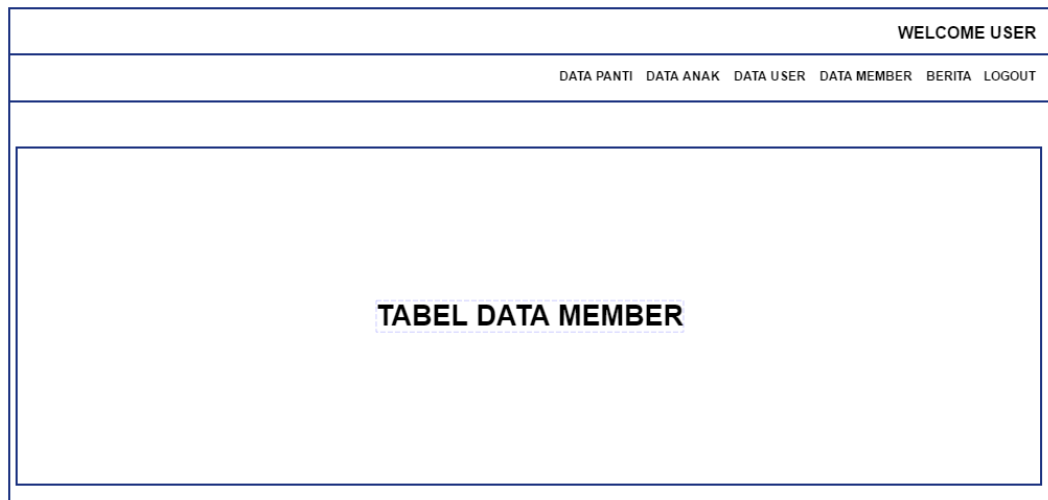 WELCOME USER
DATA PANTI DATA ANAK DATA USER DATA MEMBER BERITA LOGOUT
TABEL DATA MEMBER